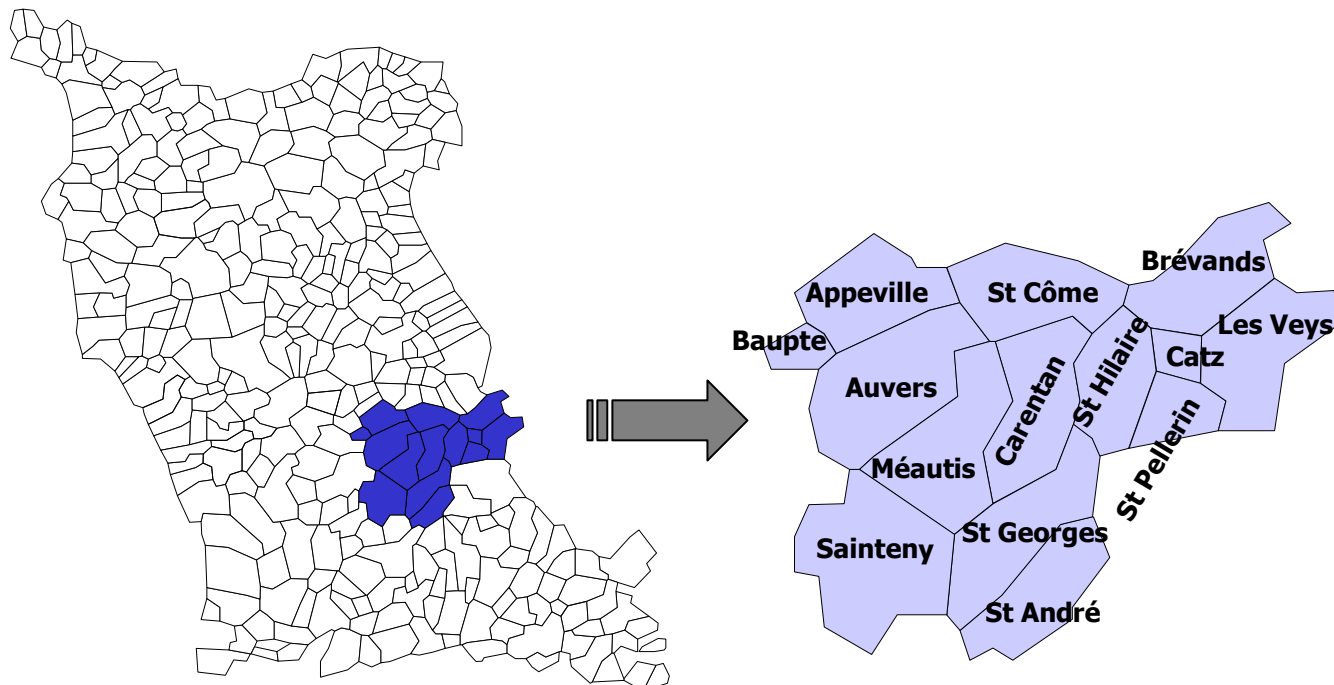 Brévands
Appeville
St Côme
Les Veys
Baupte
Catz
St Hilaire
Auvers
Carentan
St Pellerin
Méautis
St Georges
Sainteny
St André